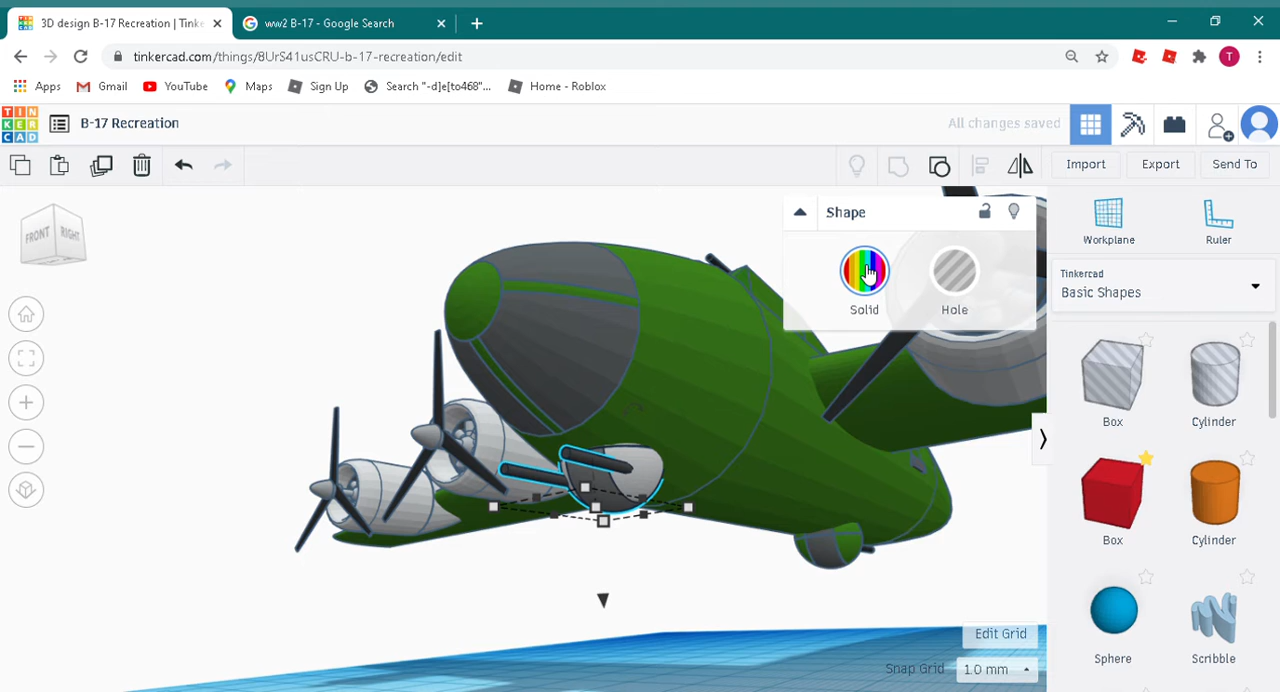 3D design B-17 Recreation | Tinke
ww2 B-17 - Google Search
tinkercad.com/things/8UrS41usCRU-b-17-recreation/edit
T
Apps
Gmail
YouTube
Maps
Sign Up
Search "-d]e[to468"...
Home - Roblox
TIN
KER
CAD
B-17 Recreation
All changes saved
Import
Export
Send To
Shape
Solid
Hole
FRONT
RIGHT
Workplane
Ruler
Tinkercad
Basic Shapes
Box
Cylinder
Box
Cylinder
Sphere
Scribble
Edit Grid
Snap Grid
1.0 mm